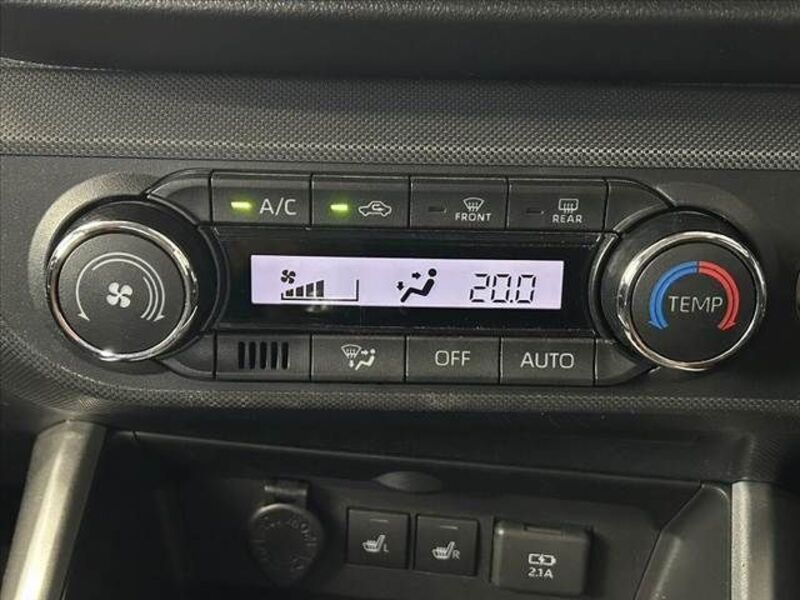 A/C
FRONT
REAR
20.0
TEMP
OFF
AUTO
L
R
2.1A